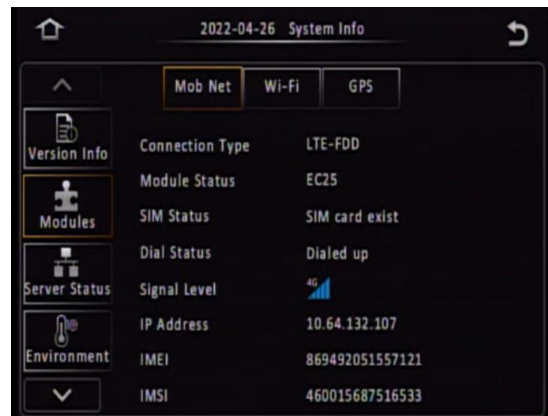 2022-04-26 System Info
Mob Net Wi-Fi GPS
Version Info
Modules
Server Status
Environment
Connection Type LTE-FDD
Module Status EC25
SIM Status SIM card exist
Dial Status Dialed up
Signal Level 4G
IP Address 10.64.132.107
IMEI 869492051557121
IMSI 460015687516533